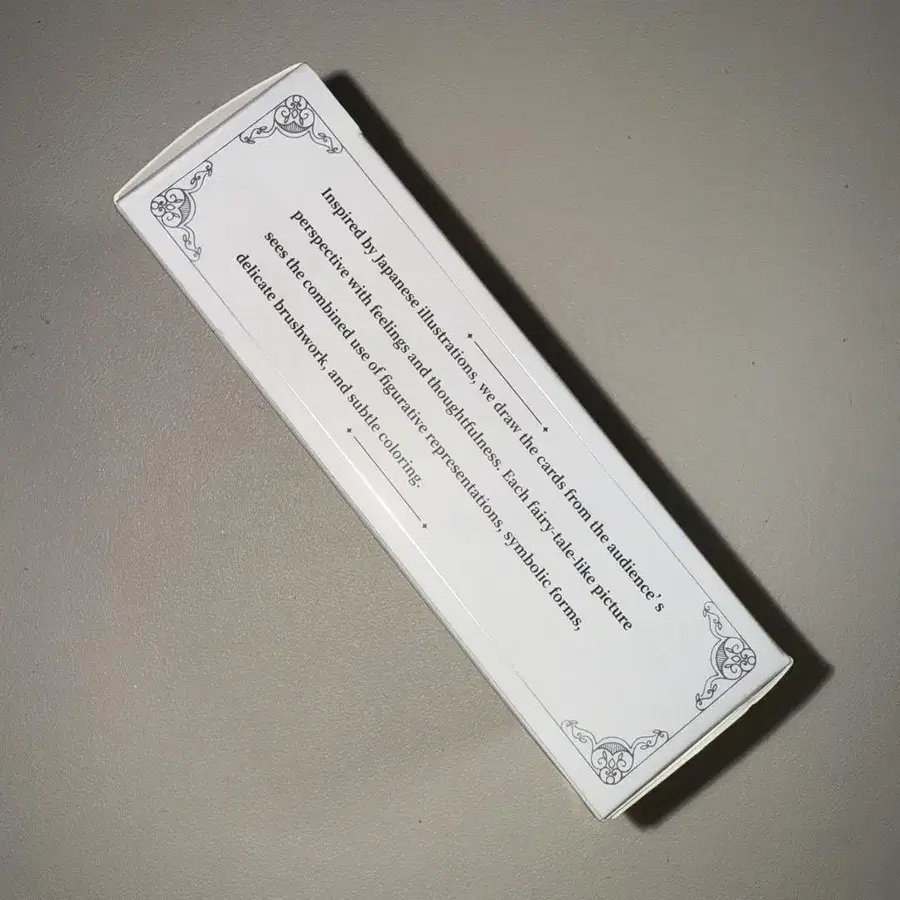 Inspired by Japanese illustrations, we draw the cards from the audience's
perspective with feelings and thoughtfulness. Each fairy-tale-like picture
sees the combined use of figurative representations, symbolic forms,
delicate brushwork, and subtle coloring.